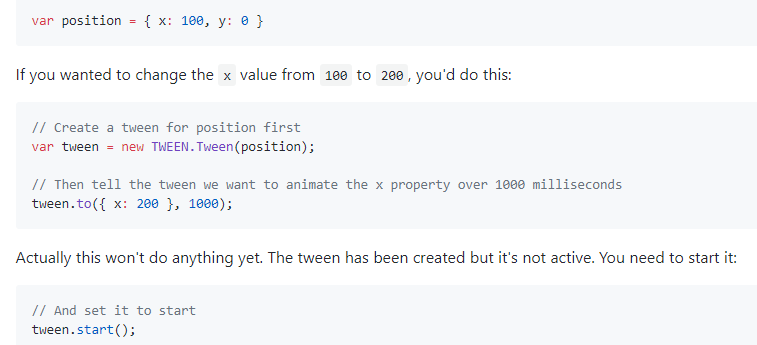 var position = { x: 100, y: 0 }
If you wanted to change the x value from 100 to 200, you'd do this:
// Create a tween for position first
var tween = new TWEEN.Tween(position);
// Then tell the tween we want to animate the x property over 1000 milliseconds
tween.to({ x: 200 }, 1000);
Actually this won't do anything yet. The tween has been created but it's not active. You need to start it:
// And set it to start
tween.start();